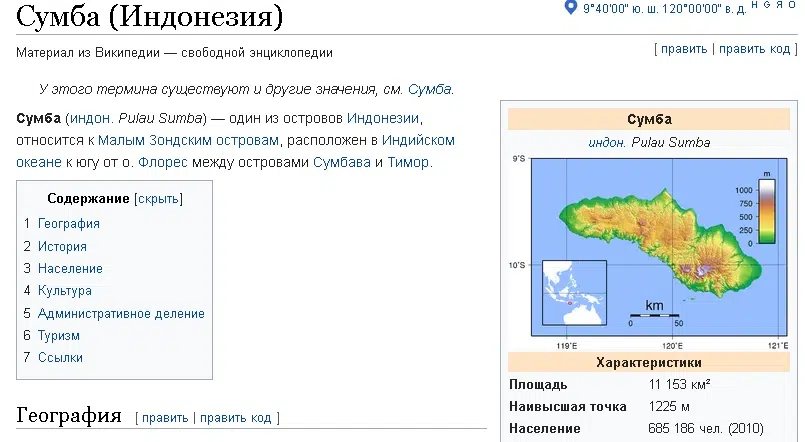 Сумба (Индонезия)
9°40′00″ ю. ш. 120°00′00″ в. д. H G Я O
Материал из Википедии — свободной энциклопедии
[ править | править код ]
У этого термина существуют и другие значения, см. Сумба.
Сумба (индон. Pulau Sumba) — один из островов Индонезии,
относится к Малым Зондским островам, расположен в Индийском
океане к югу от о. Флорес между островами Сумбава и Тимор.
Содержание [скрыть]
1 География
2 История
3 Население
4 Культура
5 Административное деление
6 Туризм
7 Ссылки
География [ править | править код ]
Сумба
индон. Pulau Sumba
9°S
m
1000
750
500
250
0
10°S
km
0 50
119°E 120°E 121°E
Характеристики
Площадь 11 153 км²
Наивысшая точка 1225 м
Население 685 186 чел. (2010)